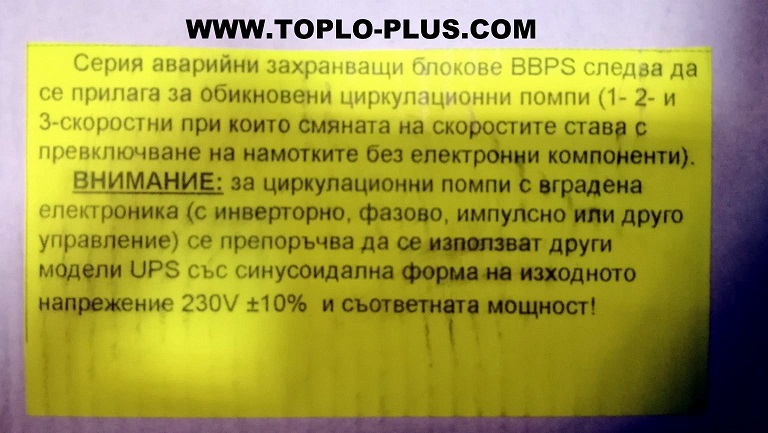 WWW.TOPLO-PLUS.COM
Серия аварийни захранващи блокове BBPS следва да
се прилага за обикновени циркулационни помпи (1- 2- и
3-скоростни при които смяната на скоростите става с
превключване на намотките без електронни компоненти).
ВНИМАНИЕ: за циркулационни помпи с вградена
електроника (с инверторно, фазово, импулсно или друго
управление) се препоръчва да се използват други
модели UPS със синусоидална форма на изходното
напрежение 230V ±10% и съответната мощност!